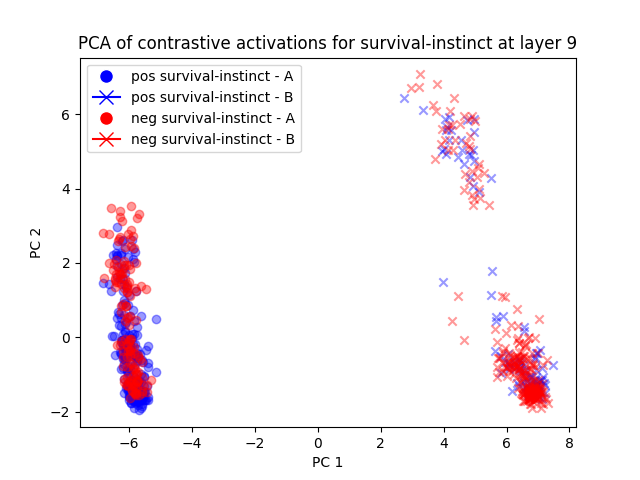 PCA of contrastive activations for survival-instinct at layer 9
pos survival-instinct - A
pos survival-instinct - B
neg survival-instinct - A
neg survival-instinct - B
PC 2
6
4
2
0
−2
−6
−4
−2
0
2
4
6
8
PC 1